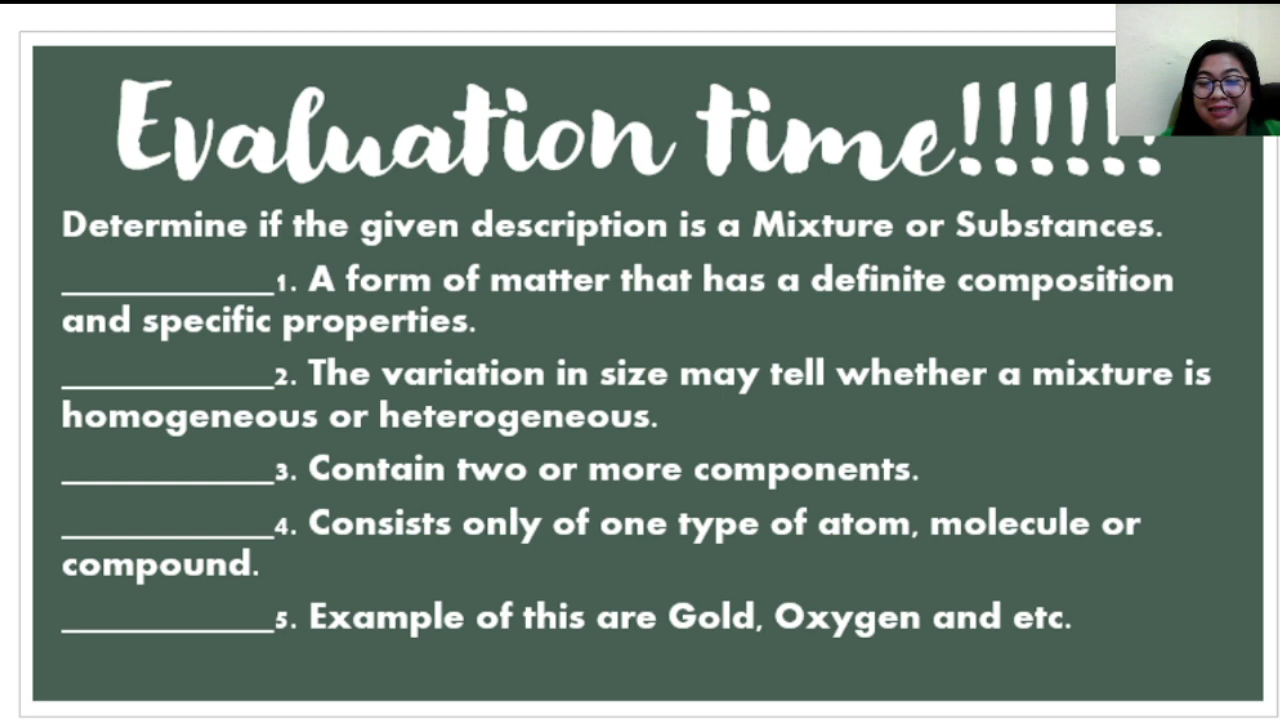 Evaluation time!!!!!!
Determine if the given description is a Mixture or Substances.
____________1. A form of matter that has a definite composition
and specific properties.
____________2. The variation in size may tell whether a mixture is
homogeneous or heterogeneous.
____________3. Contain two or more components.
____________4. Consists only of one type of atom, molecule or
compound.
____________5. Example of this are Gold, Oxygen and etc.